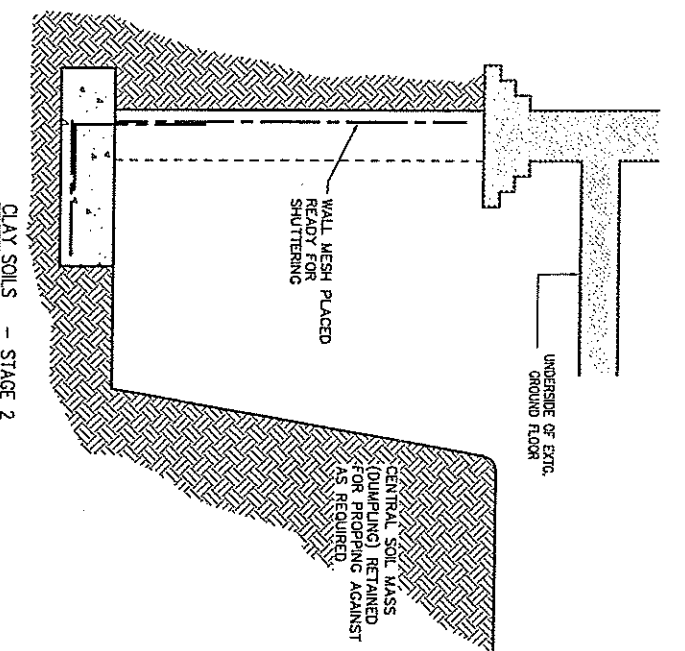 UNDERSIDE OF EXTG.
GROUND FLOOR
WALL MESH PLACED
READY FOR
SHUTTERING
CENTRAL SOIL MASS
(DUMPLING) RETAINED
FOR PROPPING AGAINST
AS REQUIRED
CLAY SOILS - STAGE 2